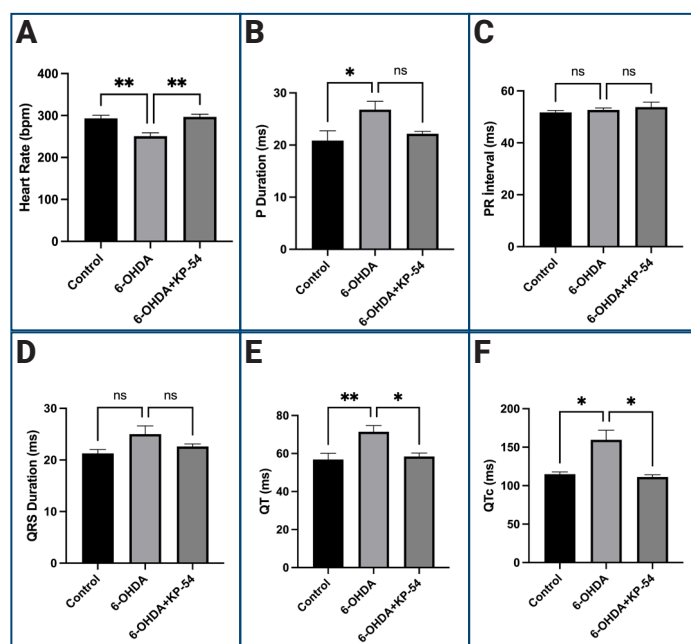 A
Heart Rate (bpm)
400
300
200
100
0
** **
Control
6-OHDA
6-OHDA+KP-54
B
P Duration (ms)
30
20
10
0
* ns
Control
6-OHDA
6-OHDA+KP-54
C
PR İnterval (ms)
60
40
20
0
ns ns
Control
6-OHDA
6-OHDA+KP-54
D
QRS Duration (ms)
30
20
10
0
ns ns
Control
6-OHDA
6-OHDA+KP-54
E
QT (ms)
80
60
40
20
0
** *
Control
6-OHDA
6-OHDA+KP-54
F
QTc (ms)
200
150
100
50
0
* *
Control
6-OHDA
6-OHDA+KP-54